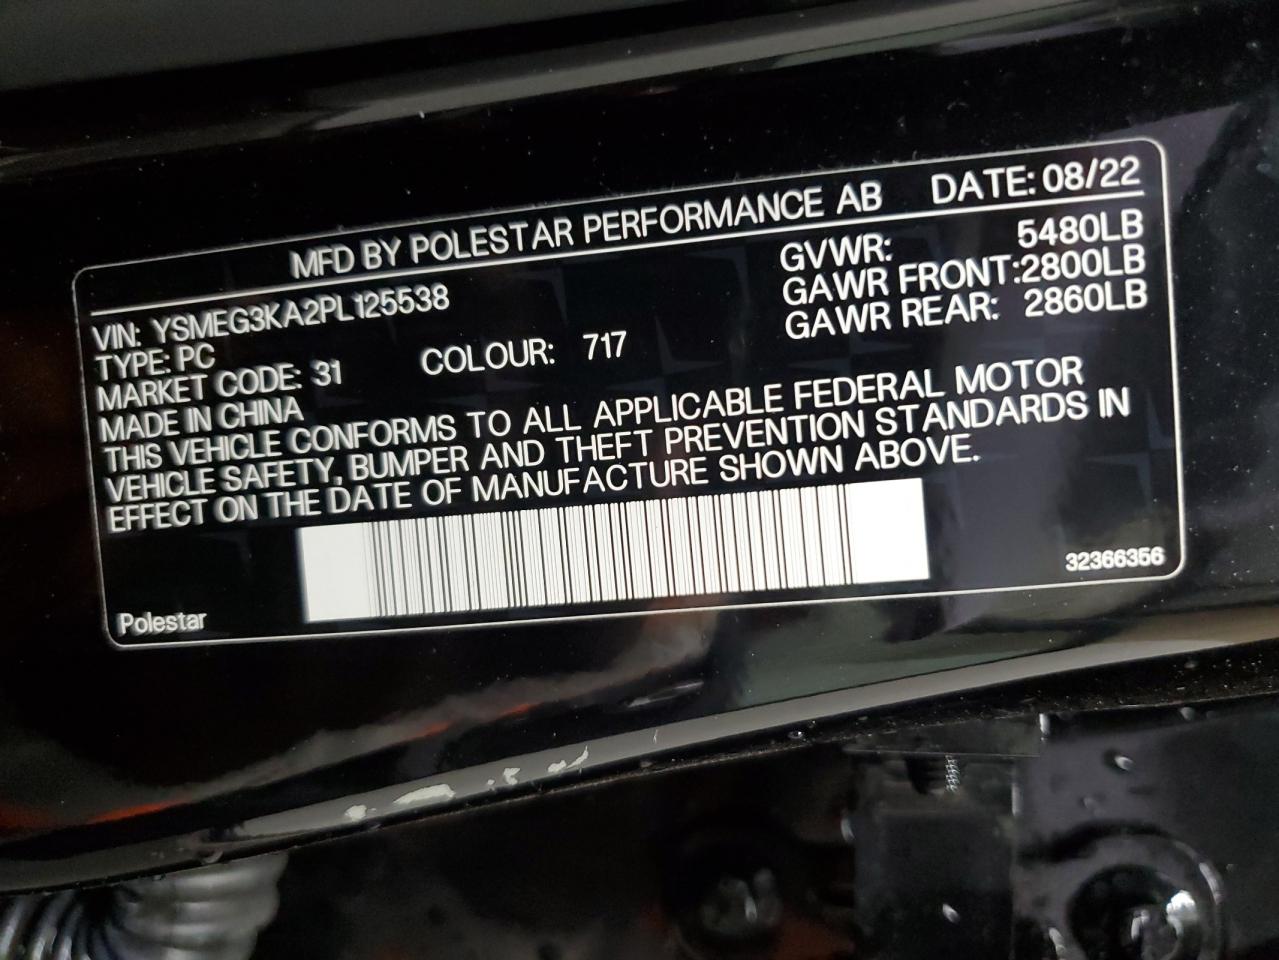 MFD BY POLESTAR PERFORMANCE AB DATE: 08/22
VIN: YSMEG3KA2PL125538 GVWR: 5480LB
TYPE: PC GAWR FRONT: 2800LB
MARKET CODE: 31 COLOUR: 717 GAWR REAR: 2860LB
MADE IN CHINA
THIS VEHICLE CONFORMS TO ALL APPLICABLE FEDERAL MOTOR
VEHICLE SAFETY, BUMPER AND THEFT PREVENTION STANDARDS IN
EFFECT ON THE DATE OF MANUFACTURE SHOWN ABOVE.
Polestar 32366356